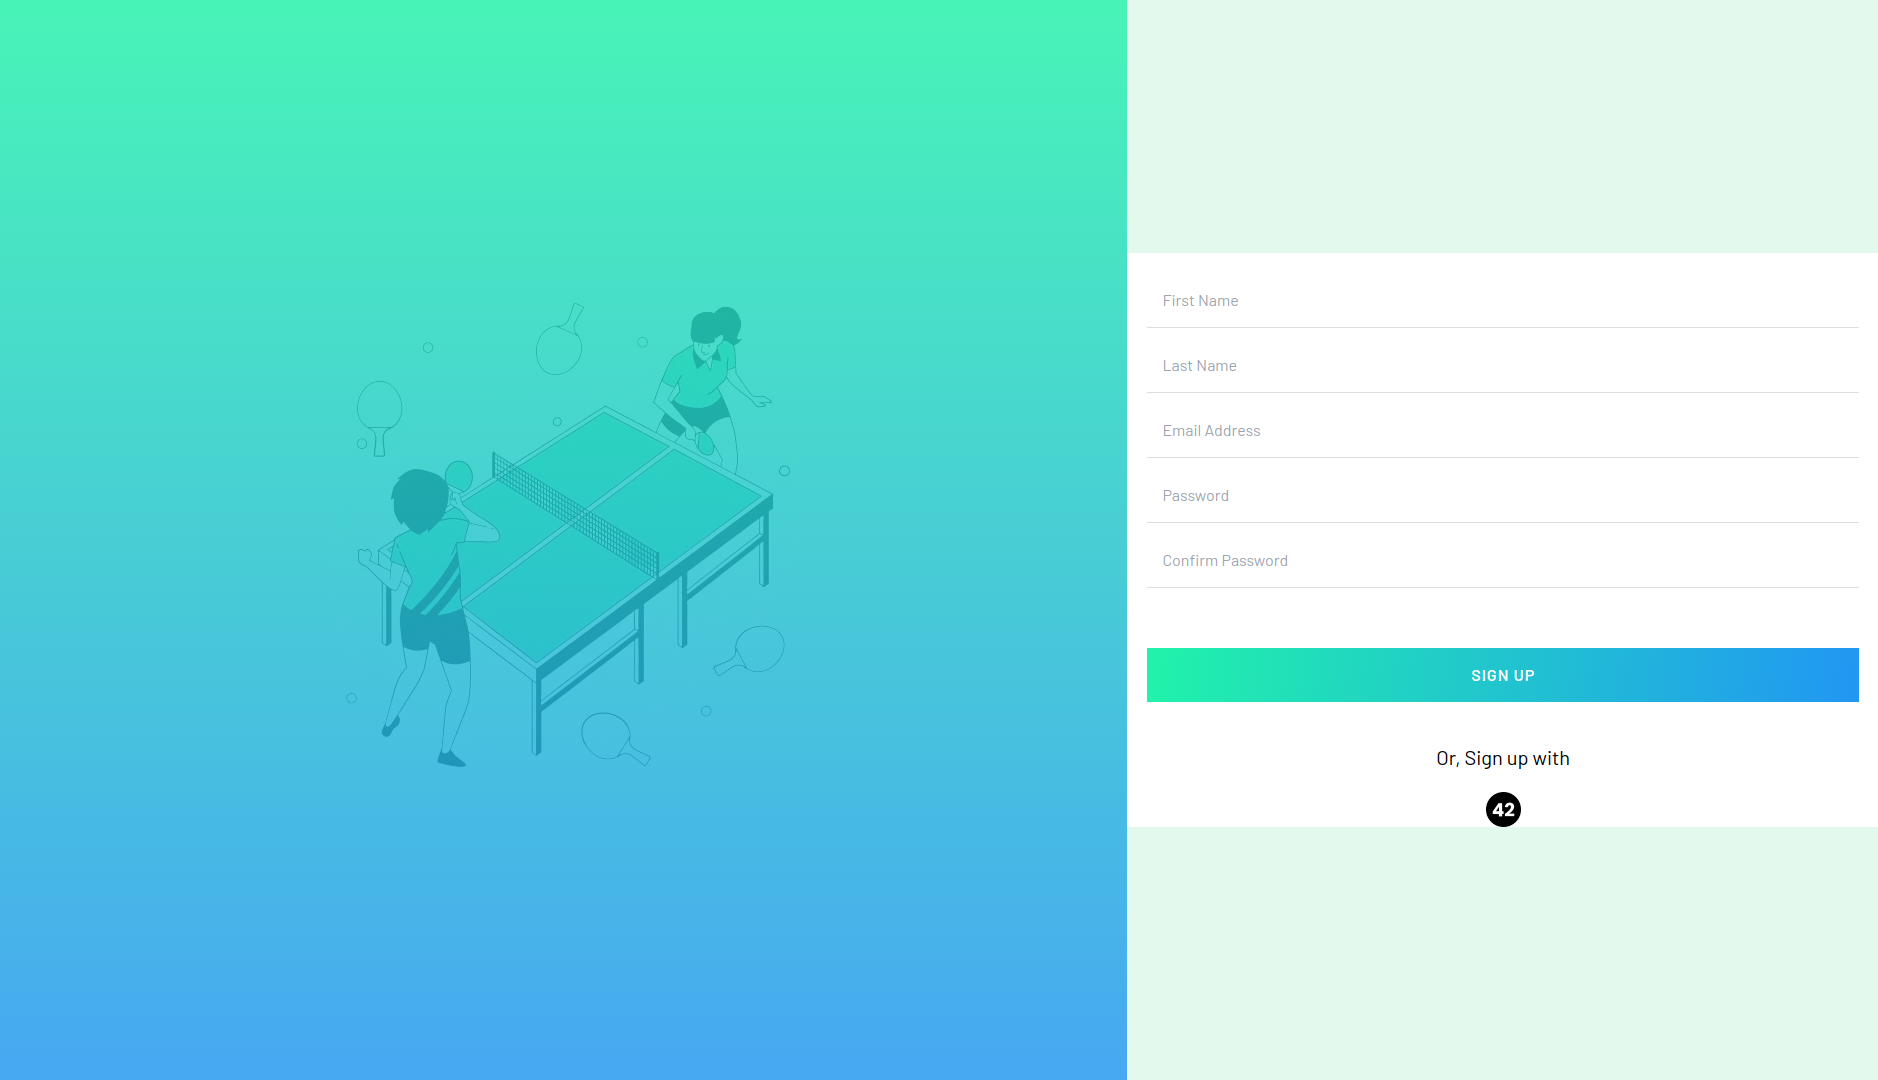 First Name
Last Name
Email Address
Password
Confirm Password
SIGN UP
Or, Sign up with
42